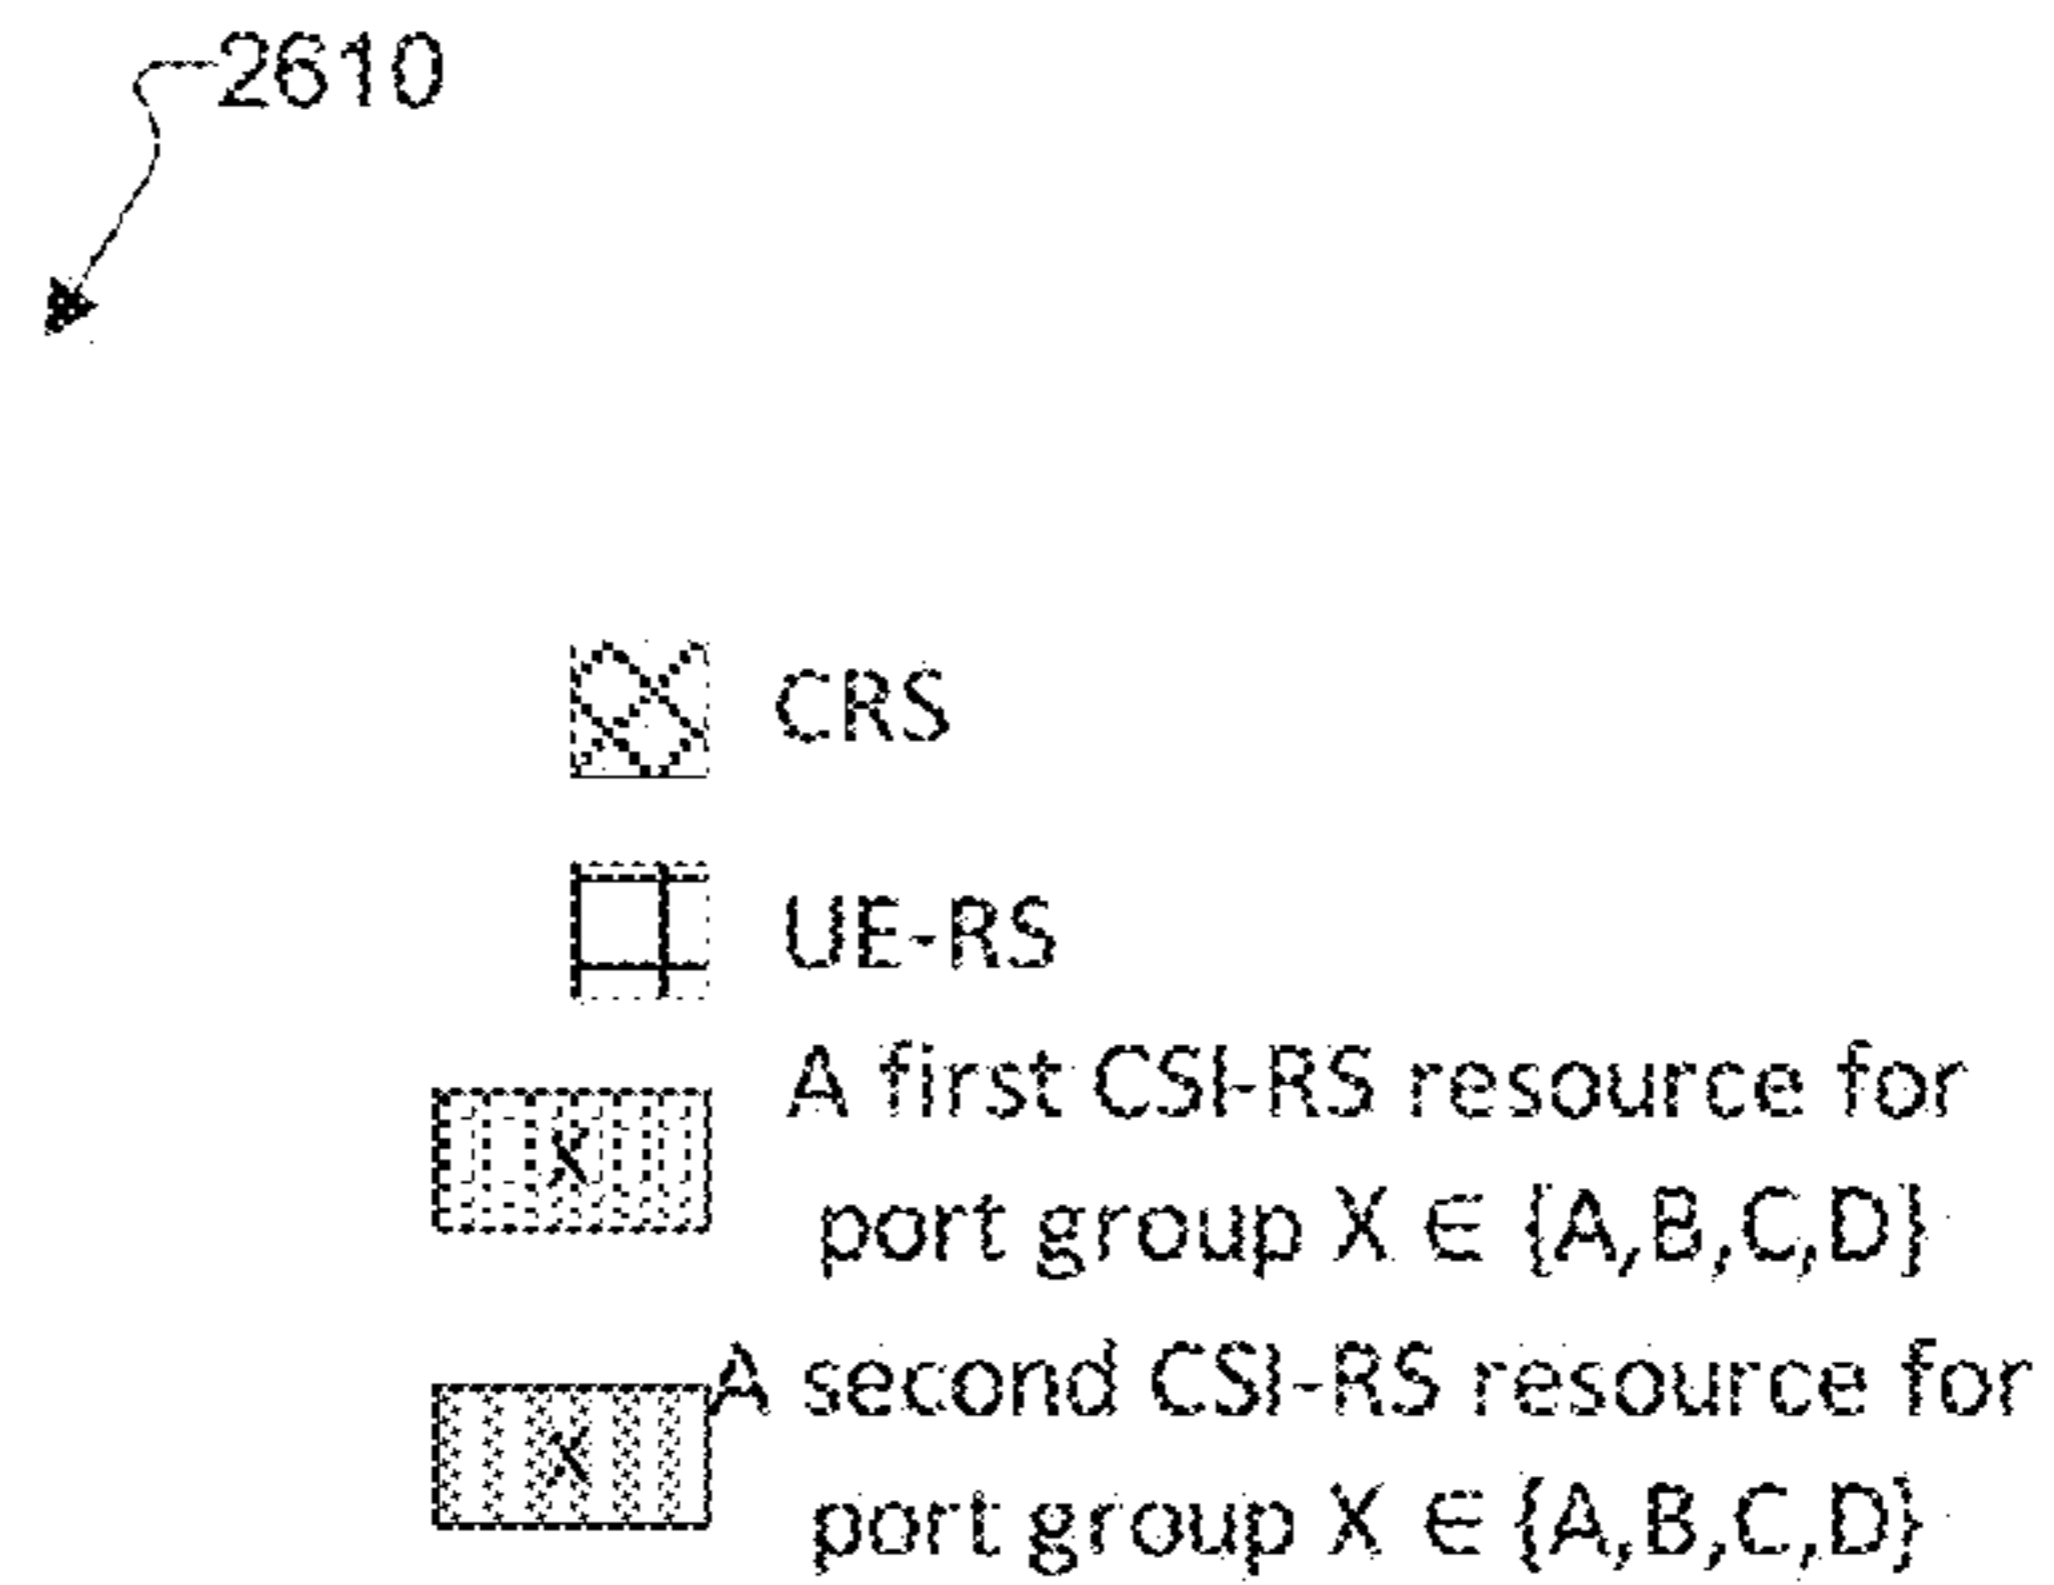 2610
CRS
UE-RS
A first CSI-RS resource for
X
port group X ∈ {A,B,C,D}
A second CSI-RS resource for
X
port group X ∈ {A,B,C,D}